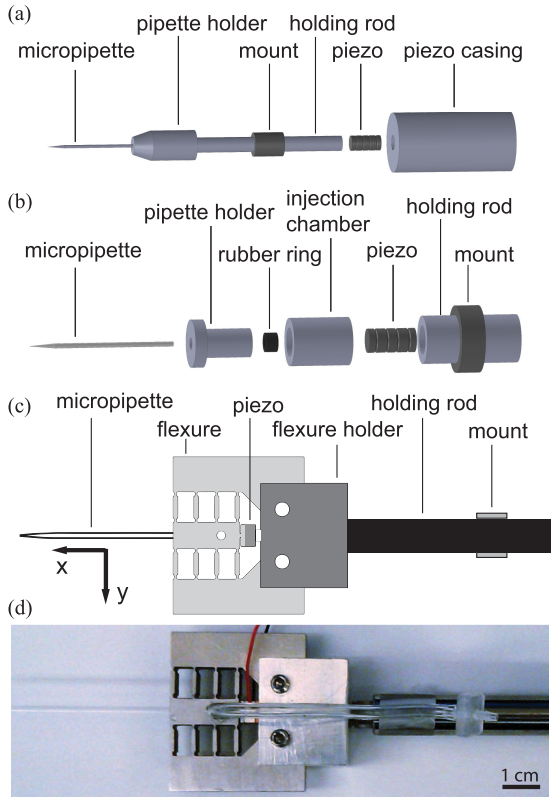 (a)
pipette holder
holding rod
micropipette
mount
piezo
piezo casing
(b)
injection
chamber
pipette holder
holding rod
micropipette
rubber ring
piezo
mount
(c)
micropipette
piezo
holding rod
flexure
flexure holder
mount
x
y
(d)
1 cm